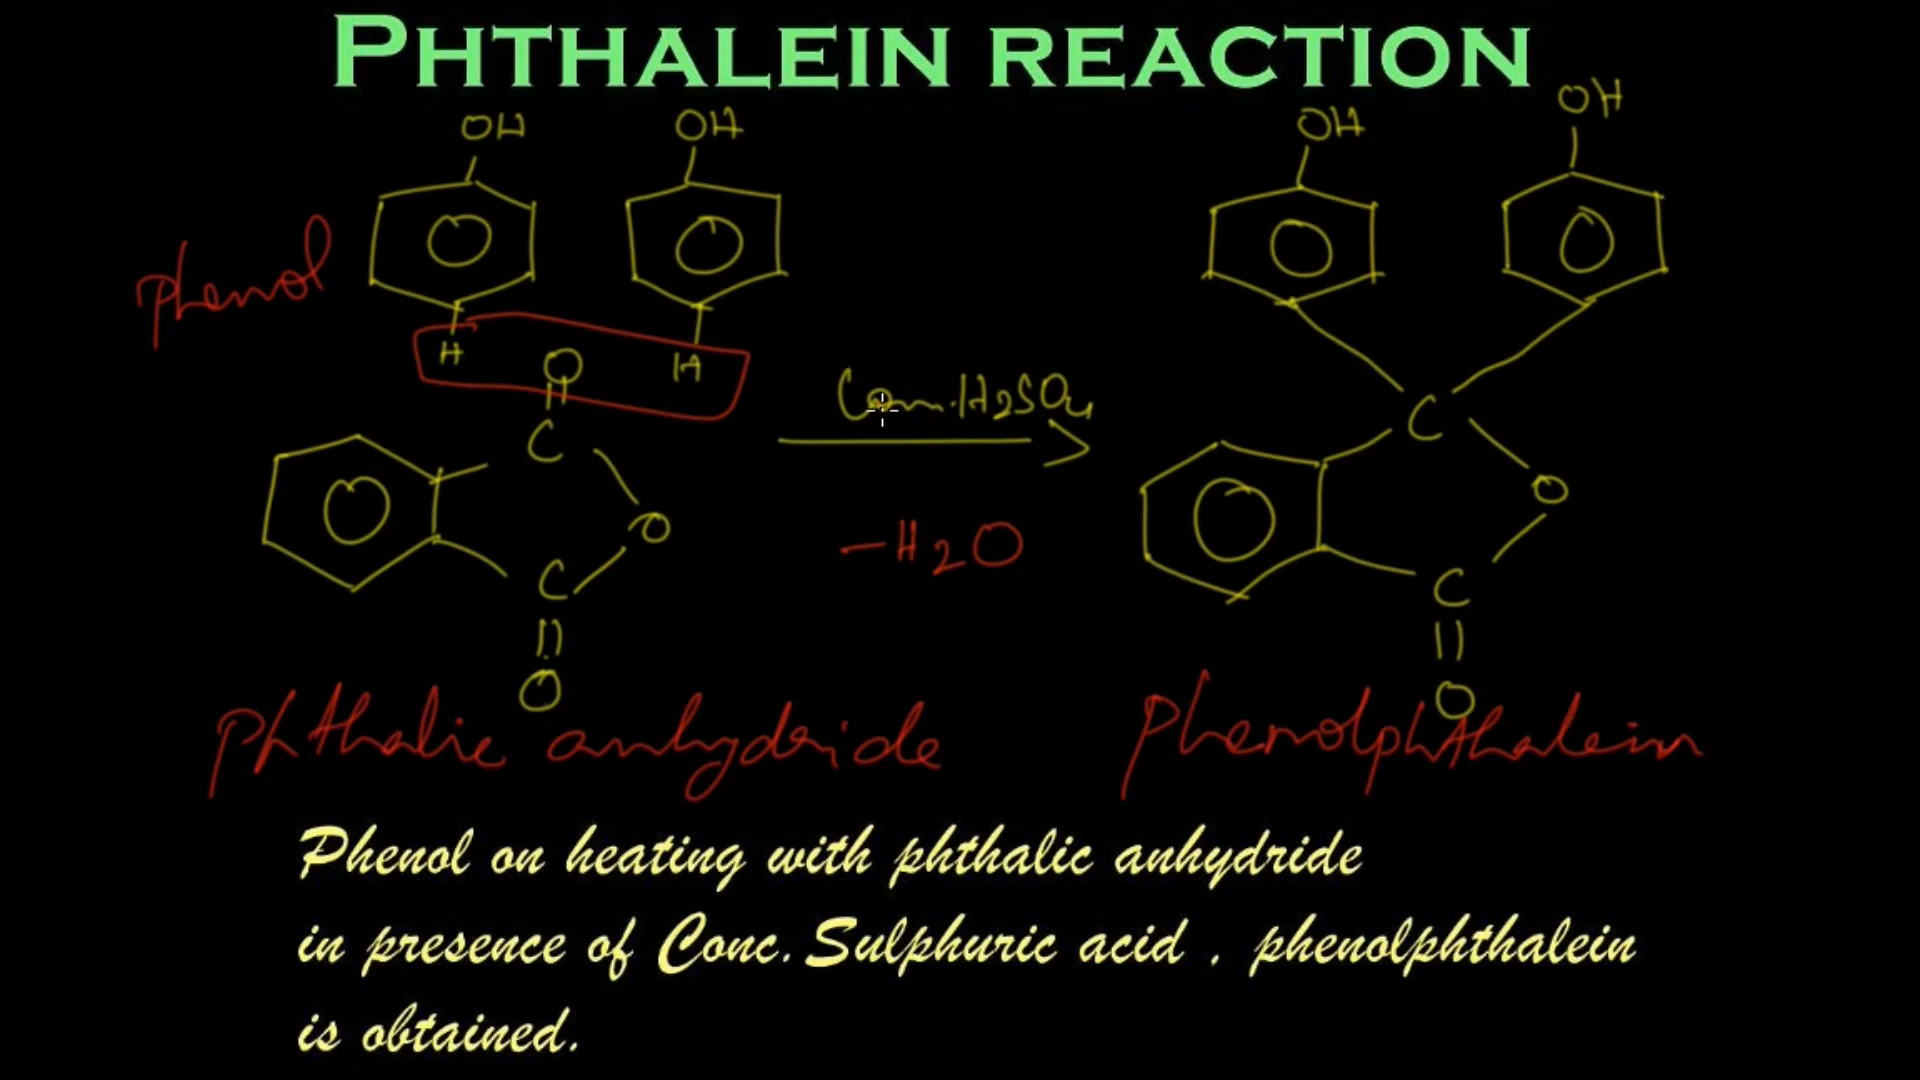 PHTHALEIN REACTION
OH OH OH OH
phenol
H O H
Conc. H2SO4
C C
O O
-H2O
C C
O O
phthalic anhydride phenolphthalein
Phenol on heating with phthalic anhydride
in presence of Conc. Sulphuric acid , phenolphthalein
is obtained.